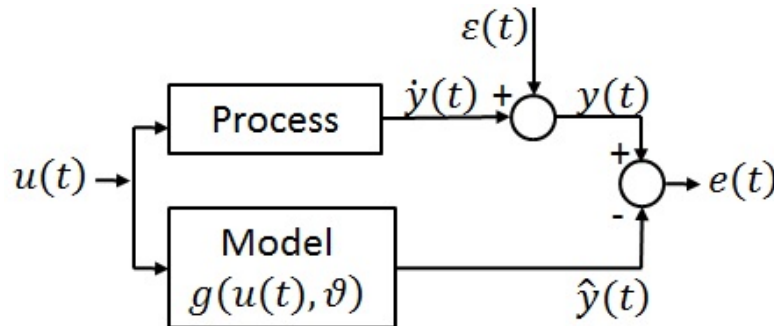 ε(t)
ẏ(t)
+
y(t)
Process
u(t)
+
e(t)
-
Model
g(u(t), ϑ)
ŷ(t)